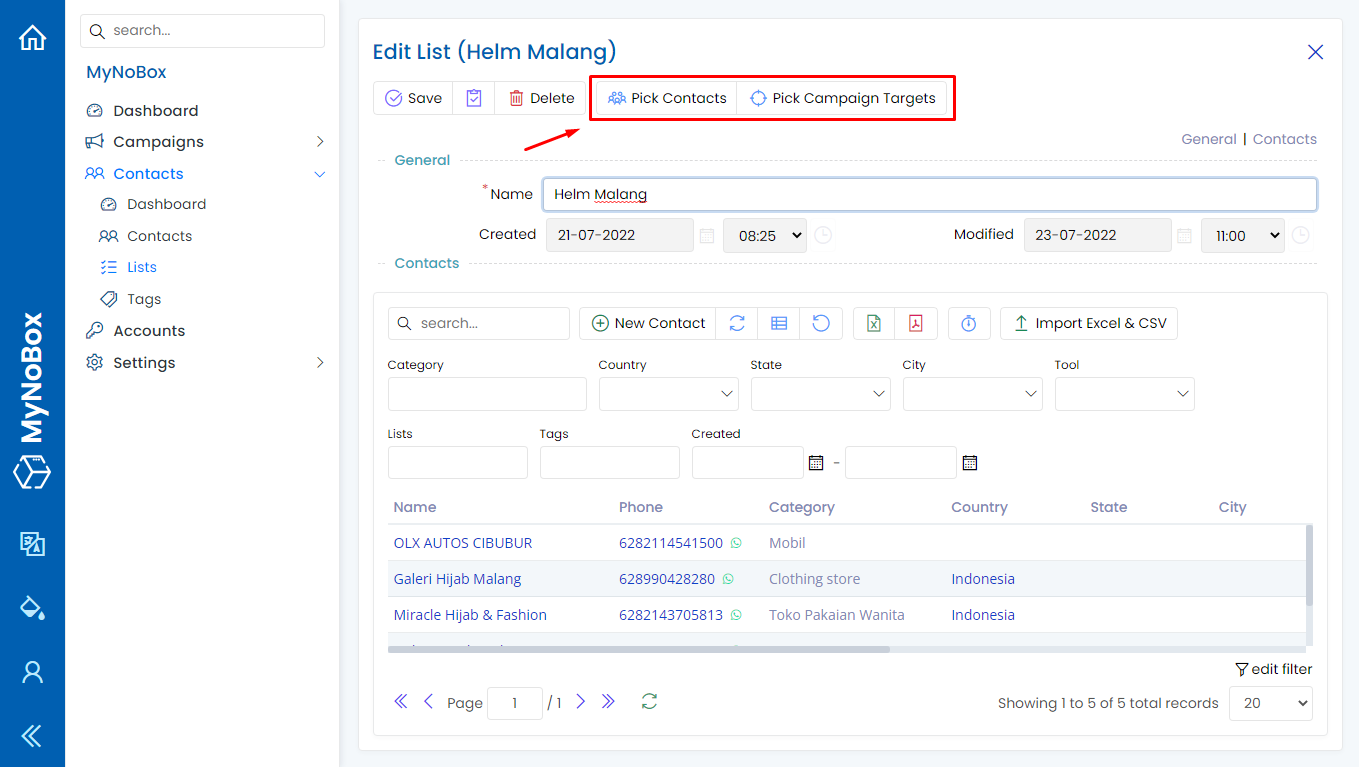 search...
MyNoBox
Dashboard
Campaigns
Contacts
Dashboard
Contacts
Lists
Tags
Accounts
Settings
MyNoBox
Edit List (Helm Malang)
Save Delete Pick Contacts Pick Campaign Targets
General | Contacts
General
* Name Helm Malang
Created 21-07-2022 08:25 Modified 23-07-2022 11:00
Contacts
search... New Contact Import Excel & CSV
Category Country State City Tool
Lists Tags Created
-
Name Phone Category Country State City
OLX AUTOS CIBUBUR 6282114541500 Mobil
Galeri Hijab Malang 628990428280 Clothing store Indonesia
Miracle Hijab & Fashion 6282143705813 Toko Pakaian Wanita Indonesia
edit filter
Page 1 / 1 Showing 1 to 5 of 5 total records 20